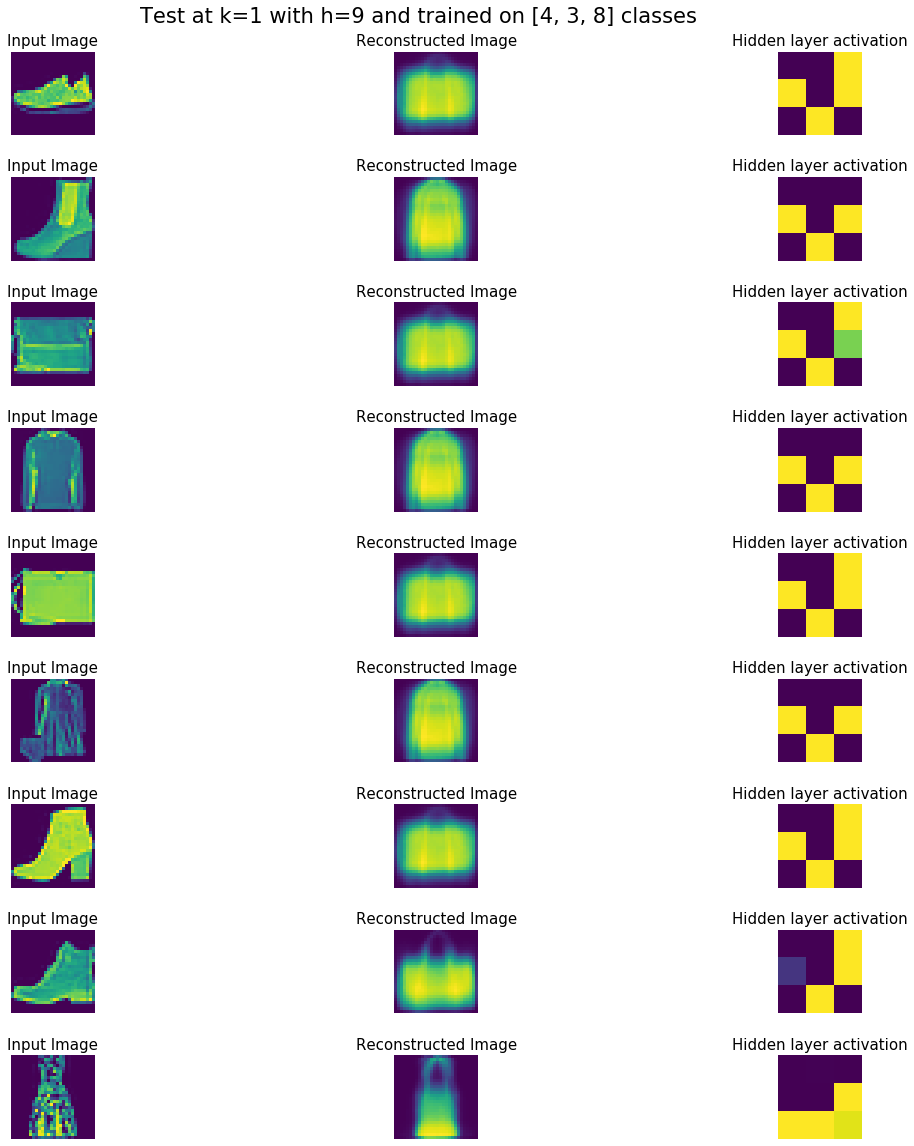 Test at k=1 with h=9 and trained on [4, 3, 8] classes
Input Image Reconstructed Image Hidden layer activation
Input Image Reconstructed Image Hidden layer activation
Input Image Reconstructed Image Hidden layer activation
Input Image Reconstructed Image Hidden layer activation
Input Image Reconstructed Image Hidden layer activation
Input Image Reconstructed Image Hidden layer activation
Input Image Reconstructed Image Hidden layer activation
Input Image Reconstructed Image Hidden layer activation
Input Image Reconstructed Image Hidden layer activation